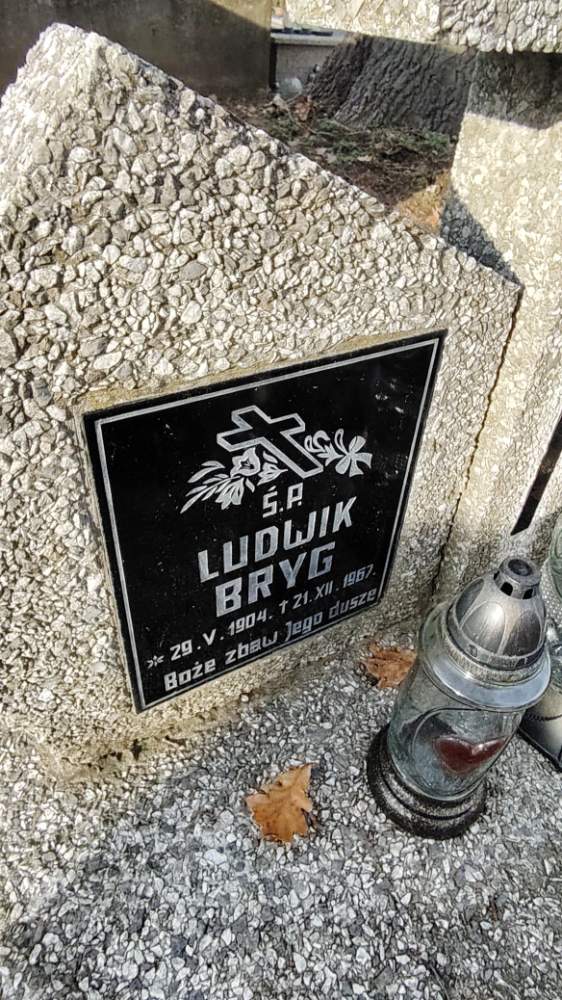 Ś.P.
LUDWIK
BRYG
* 29.V.1904. † 21.XII.1967.
Boże zbaw Jego duszę